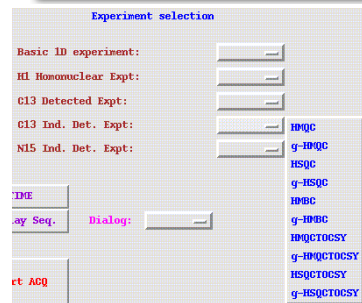 Experiment selection
Basic 1D experiment:
H1 Homonuclear Expt:
C13 Detected Expt:
C13 Ind. Det. Expt:
N15 Ind. Det. Expt:
HMQC
g-HMQC
HSQC
g-HSQC
HMBC
g-HMBC
HMQCTOCSY
g-HMQCTOCSY
HSQCTOCSY
g-HSQCTOCSY
TIME
lay Seq.
Dialog:
rt ACQ